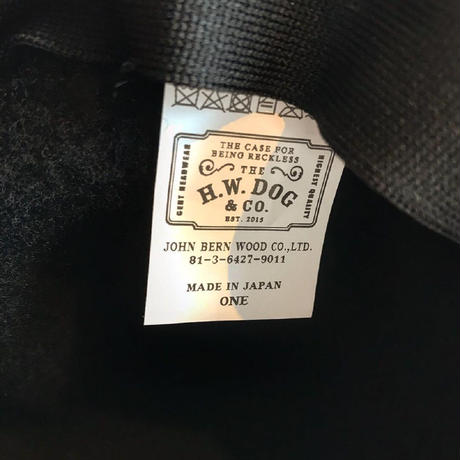 THE CASE FOR
BEING RECKLESS
THE
H.W. DOG
& CO.
EST. 2015
GENT HEADWEAR
HIGHEST QUALITY
JOHN BERN WOOD CO.,LTD.
81-3-6427-9011
MADE IN JAPAN
ONE